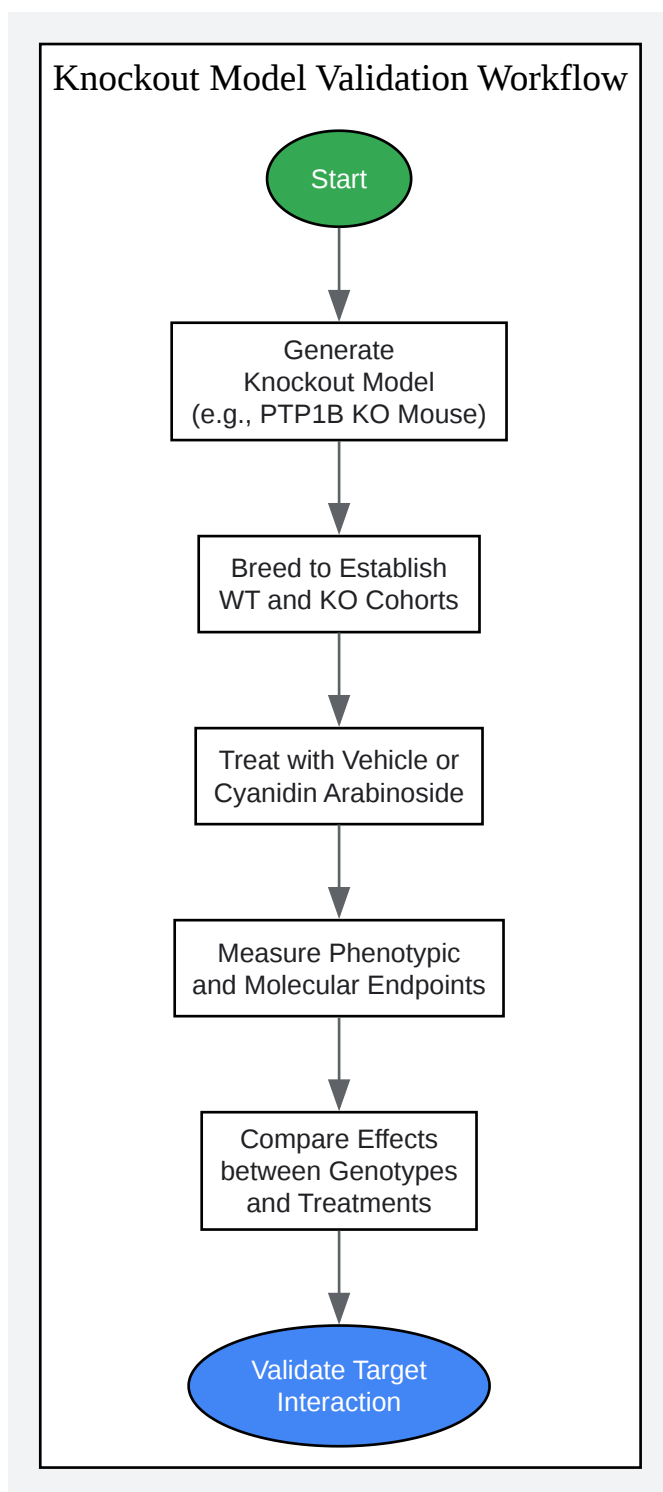 Knockout Model Validation Workflow
Start
Generate
Knockout Model
(e.g., PTP1B KO Mouse)
Breed to Establish
WT and KO Cohorts
Treat with Vehicle or
Cyanidin Arabinoside
Measure Phenotypic
and Molecular Endpoints
Compare Effects
between Genotypes
and Treatments
Validate Target
Interaction